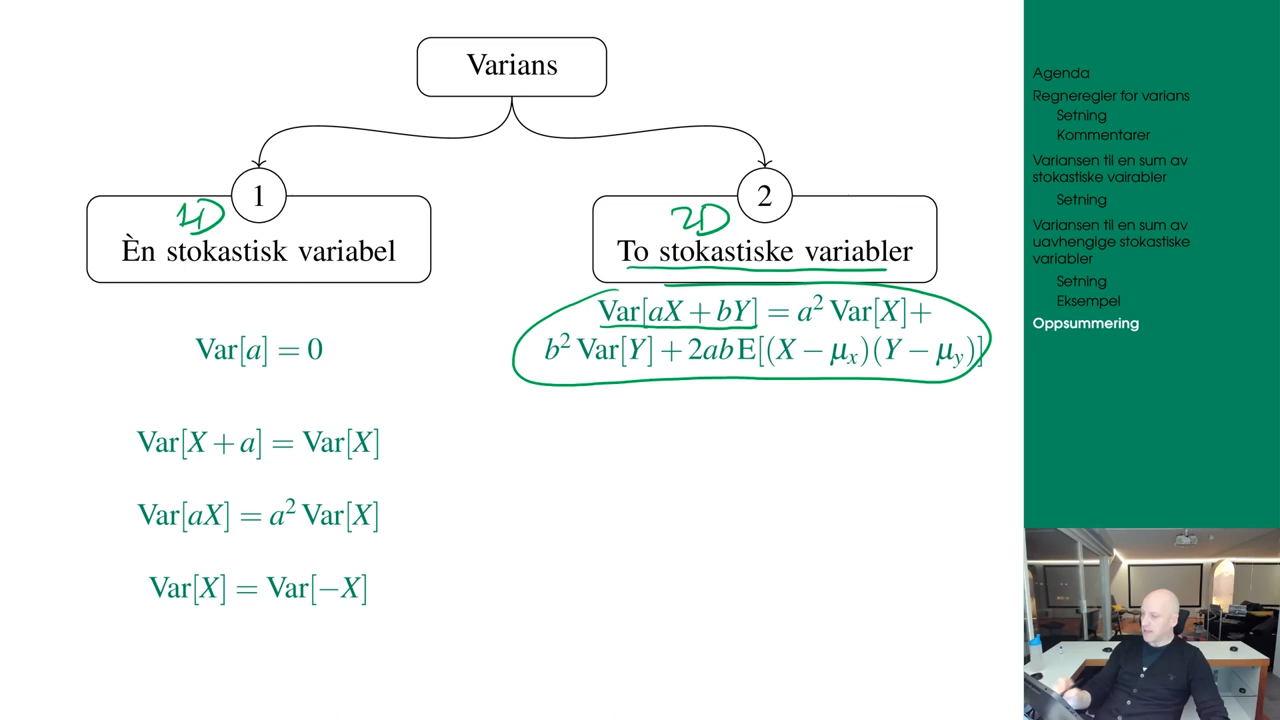 Varians
1
1D
Èn stokastisk variabel
Var[a] = 0
Var[X + a] = Var[X]
Var[aX] = a² Var[X]
Var[X] = Var[−X]
2
2D
To stokastiske variabler
Var[aX + bY] = a² Var[X]+
b² Var[Y] + 2ab E[(X − μₓ)(Y − μ_y)]
Agenda
Regneregler for varians
Setning
Kommentarer
Variansen til en sum av
stokastiske vairabler
Setning
Variansen til en sum av
uavhengige stokastiske
variabler
Setning
Eksempel
Oppsummering